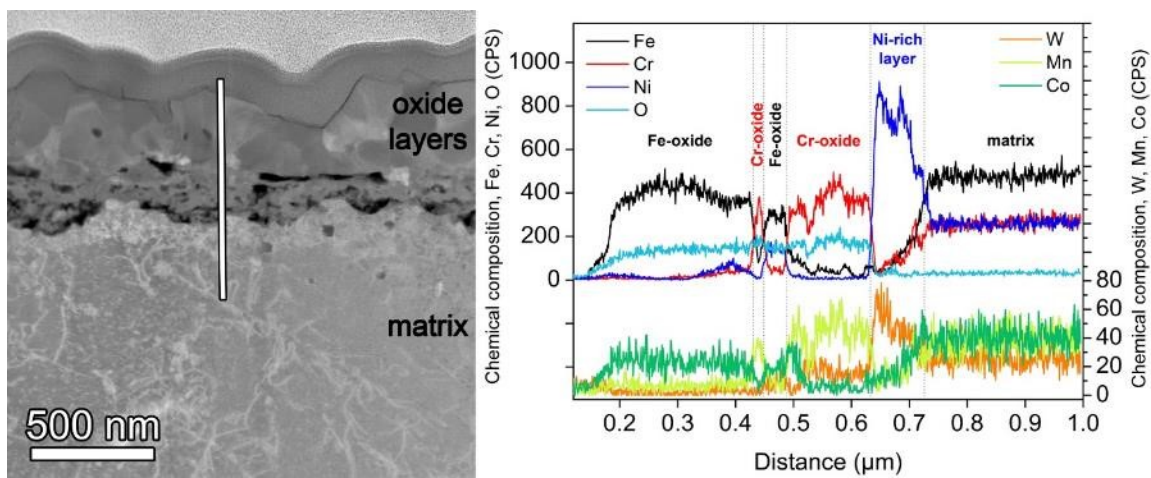 oxide
layers
matrix
500 nm
Chemical composition, Fe, Cr, Ni, O (CPS)
1000
800
600
400
200
0
Fe
Cr
Ni
O
Fe-oxide
Cr-oxide
Fe-oxide
Cr-oxide
Ni-rich
layer
matrix
W
Mn
Co
80
60
40
20
0
Chemical composition, W, Mn, Co (CPS)
0.2 0.3 0.4 0.5 0.6 0.7 0.8 0.9 1.0
Distance (µm)